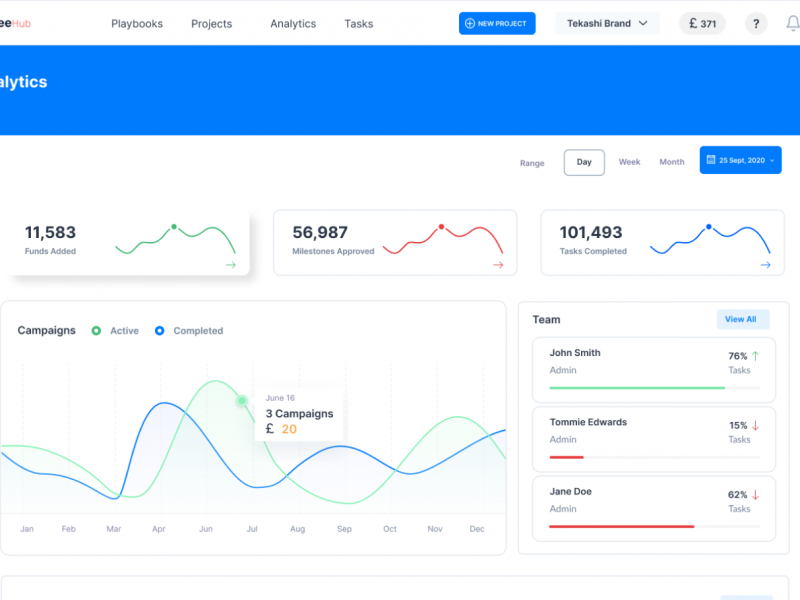 eeHub Playbooks Projects Analytics Tasks NEW PROJECT Tekashi Brand £ 371 ?
alytics
Range Day Week Month 25 Sept, 2020
11,583
Funds Added
56,987
Milestones Approved
101,493
Tasks Completed
Campaigns Active Completed
June 16
3 Campaigns
£ 20
Jan Feb Mar Apr Jun Jul Aug Sep Oct Nov Dec
Team View All
John Smith 76%
Admin Tasks
Tommie Edwards 15%
Admin Tasks
Jane Doe 62%
Admin Tasks